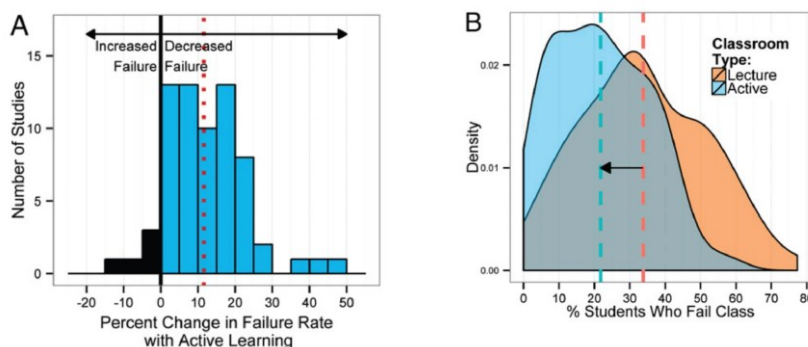 A
Increased Decreased
Failure Failure
Number of Studies
15
10
5
0
-20 -10 0 10 20 30 40 50
Percent Change in Failure Rate
with Active Learning
B
Classroom
Type:
Lecture
Active
Density
0.02
0.01
0.00
0 10 20 30 40 50 60 70 80
% Students Who Fail Class